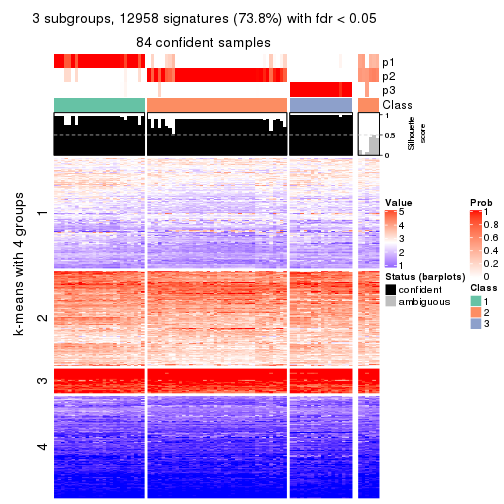 3 subgroups, 12958 signatures (73.8%) with fdr < 0.05
84 confident samples
p1
p2
p3
Class
1
0.5
0
Silhouette
score
k-means with 4 groups
1
2
3
4
Value
5
4
3
2
1
Status (barplots)
confident
ambiguous
Prob
1
0.8
0.6
0.4
0.2
0
Class
1
2
3